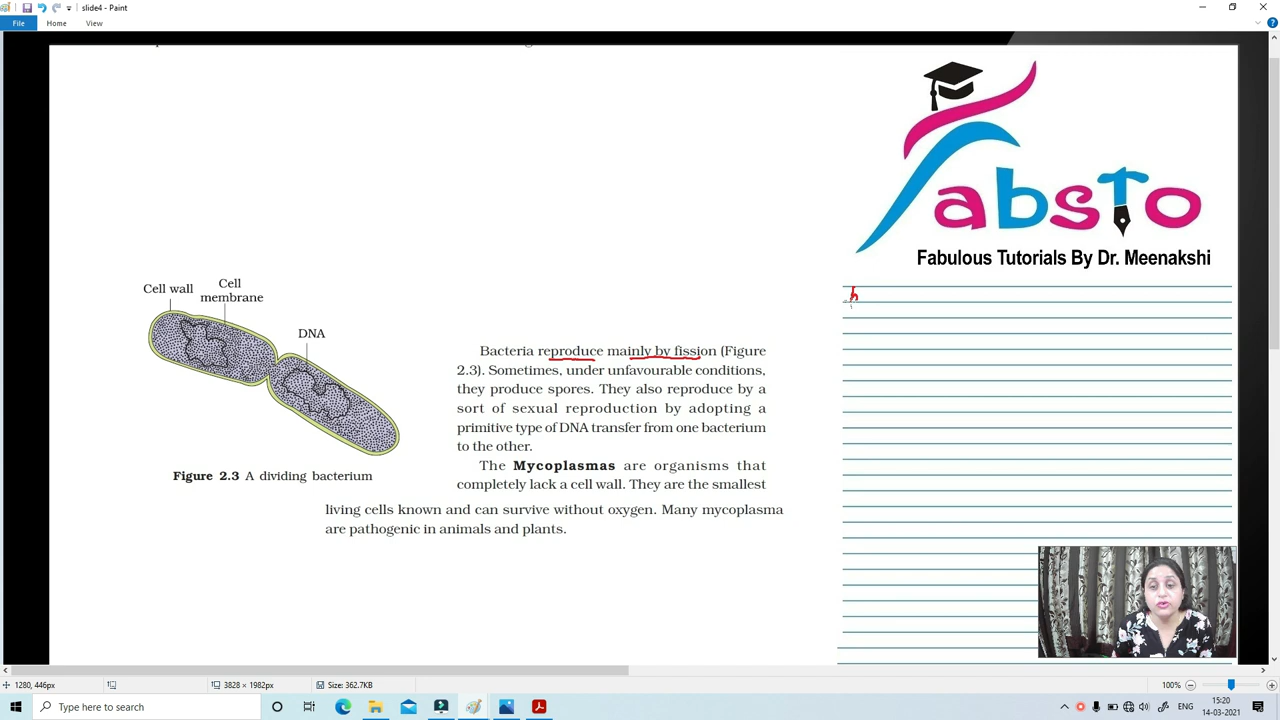 slide4 - Paint
File Home View
absto
Fabulous Tutorials By Dr. Meenakshi
Cell wall
Cell
membrane
DNA
Figure 2.3 A dividing bacterium
Bacteria reproduce mainly by fission (Figure
2.3). Sometimes, under unfavourable conditions,
they produce spores. They also reproduce by a
sort of sexual reproduction by adopting a
primitive type of DNA transfer from one bacterium
to the other.
The Mycoplasmas are organisms that
completely lack a cell wall. They are the smallest
living cells known and can survive without oxygen. Many mycoplasma
are pathogenic in animals and plants.
1280, 446px 3828 × 1982px Size: 362.7KB 100%
Type here to search
ENG
15:20
14-03-2021